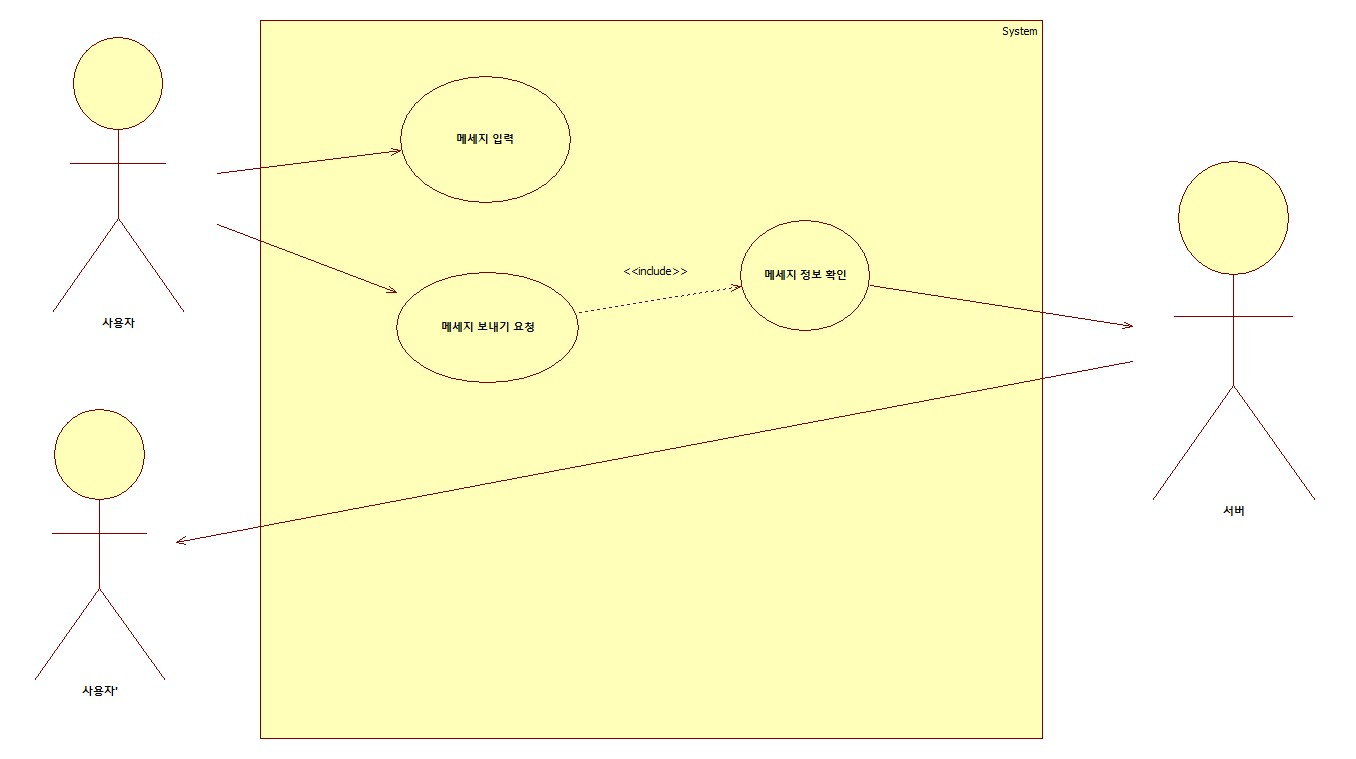 System
메세지 입력
<<include>>
메세지 정보 확인
메세지 보내기 요청
사용자
서버
사용자'